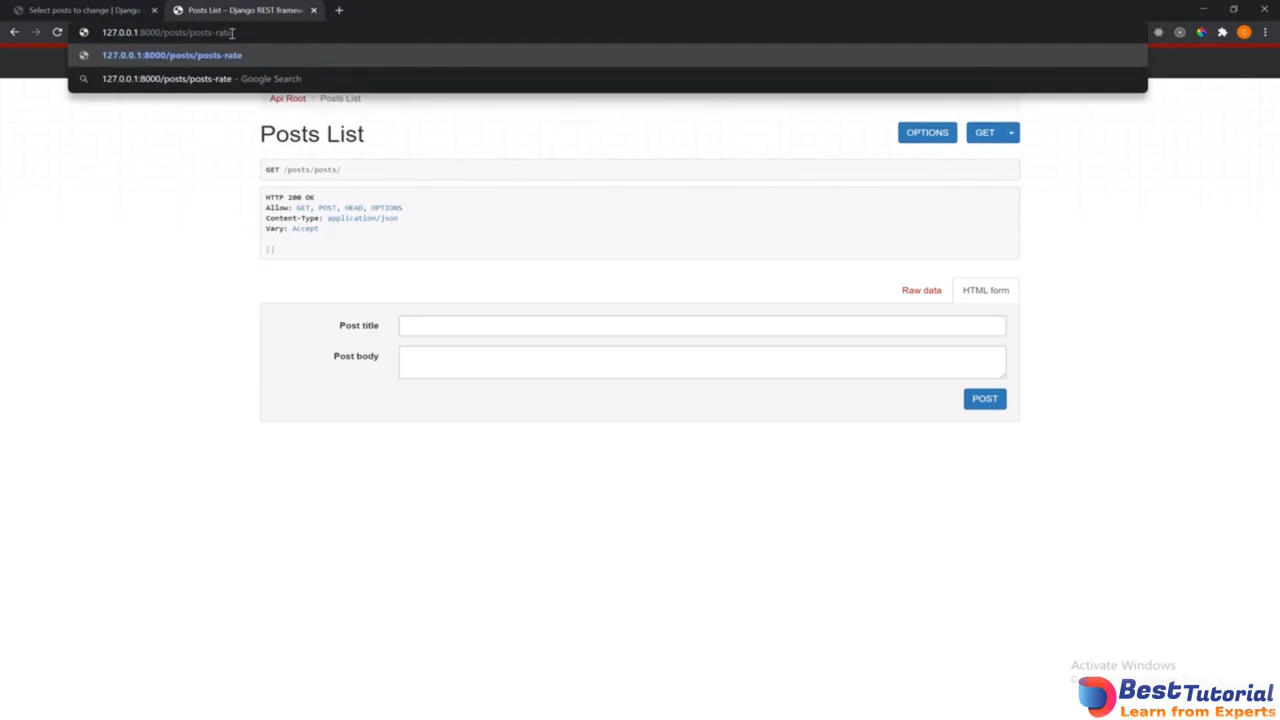 Select posts to change | Django
Posts List – Django REST framew
127.0.0.1:8000/posts/posts-rate
127.0.0.1:8000/posts/posts-rate
127.0.0.1:8000/posts/posts-rate - Google Search
C
Api Root / Posts List
Posts List
OPTIONS
GET
GET /posts/posts/
HTTP 200 OK
Allow: GET, POST, HEAD, OPTIONS
Content-Type: application/json
Vary: Accept
[]
Raw data
HTML form
Post title
Post body
POST
Activate Windows
BestTutorial
Learn from Experts